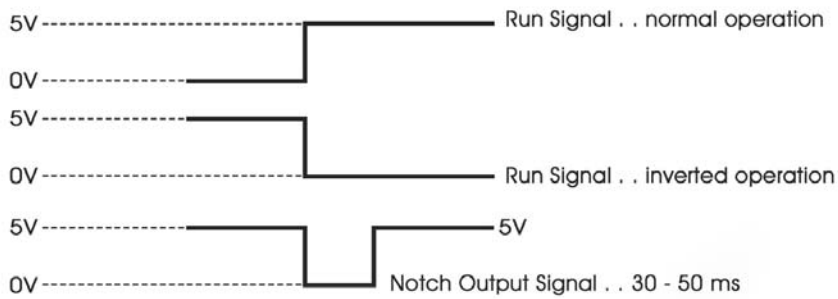 5V
Run Signal . . normal operation
0V
5V
0V
Run Signal . . inverted operation
5V
5V
0V
Notch Output Signal . . 30 - 50 ms